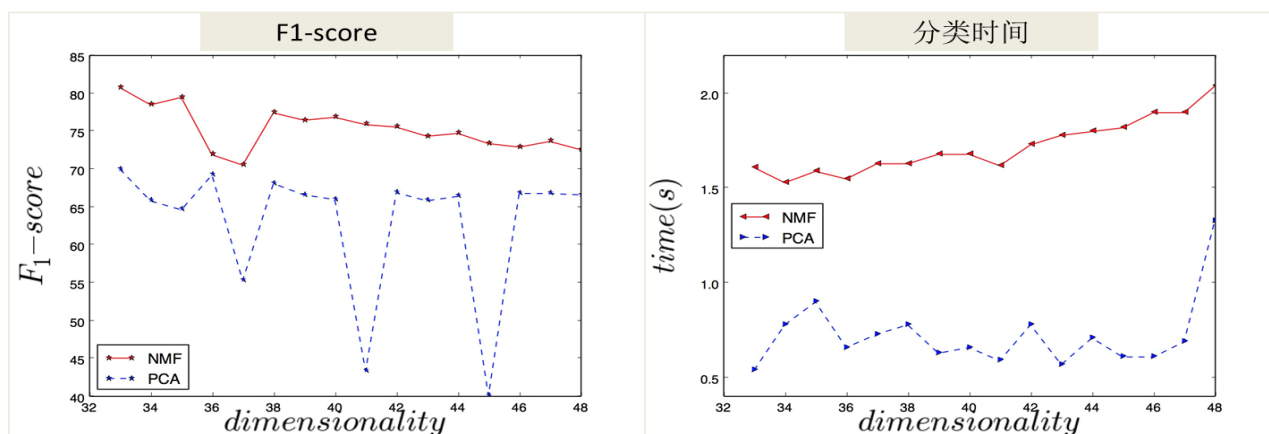 F1-score
85
80
75
70
65
60
55
50
45
40
F₁-score
NMF
PCA
32 34 36 38 40 42 44 46 48
dimensionality
分类时间
2.0
1.5
1.0
0.5
time(s)
NMF
PCA
32 34 36 38 40 42 44 46 48
dimensionality